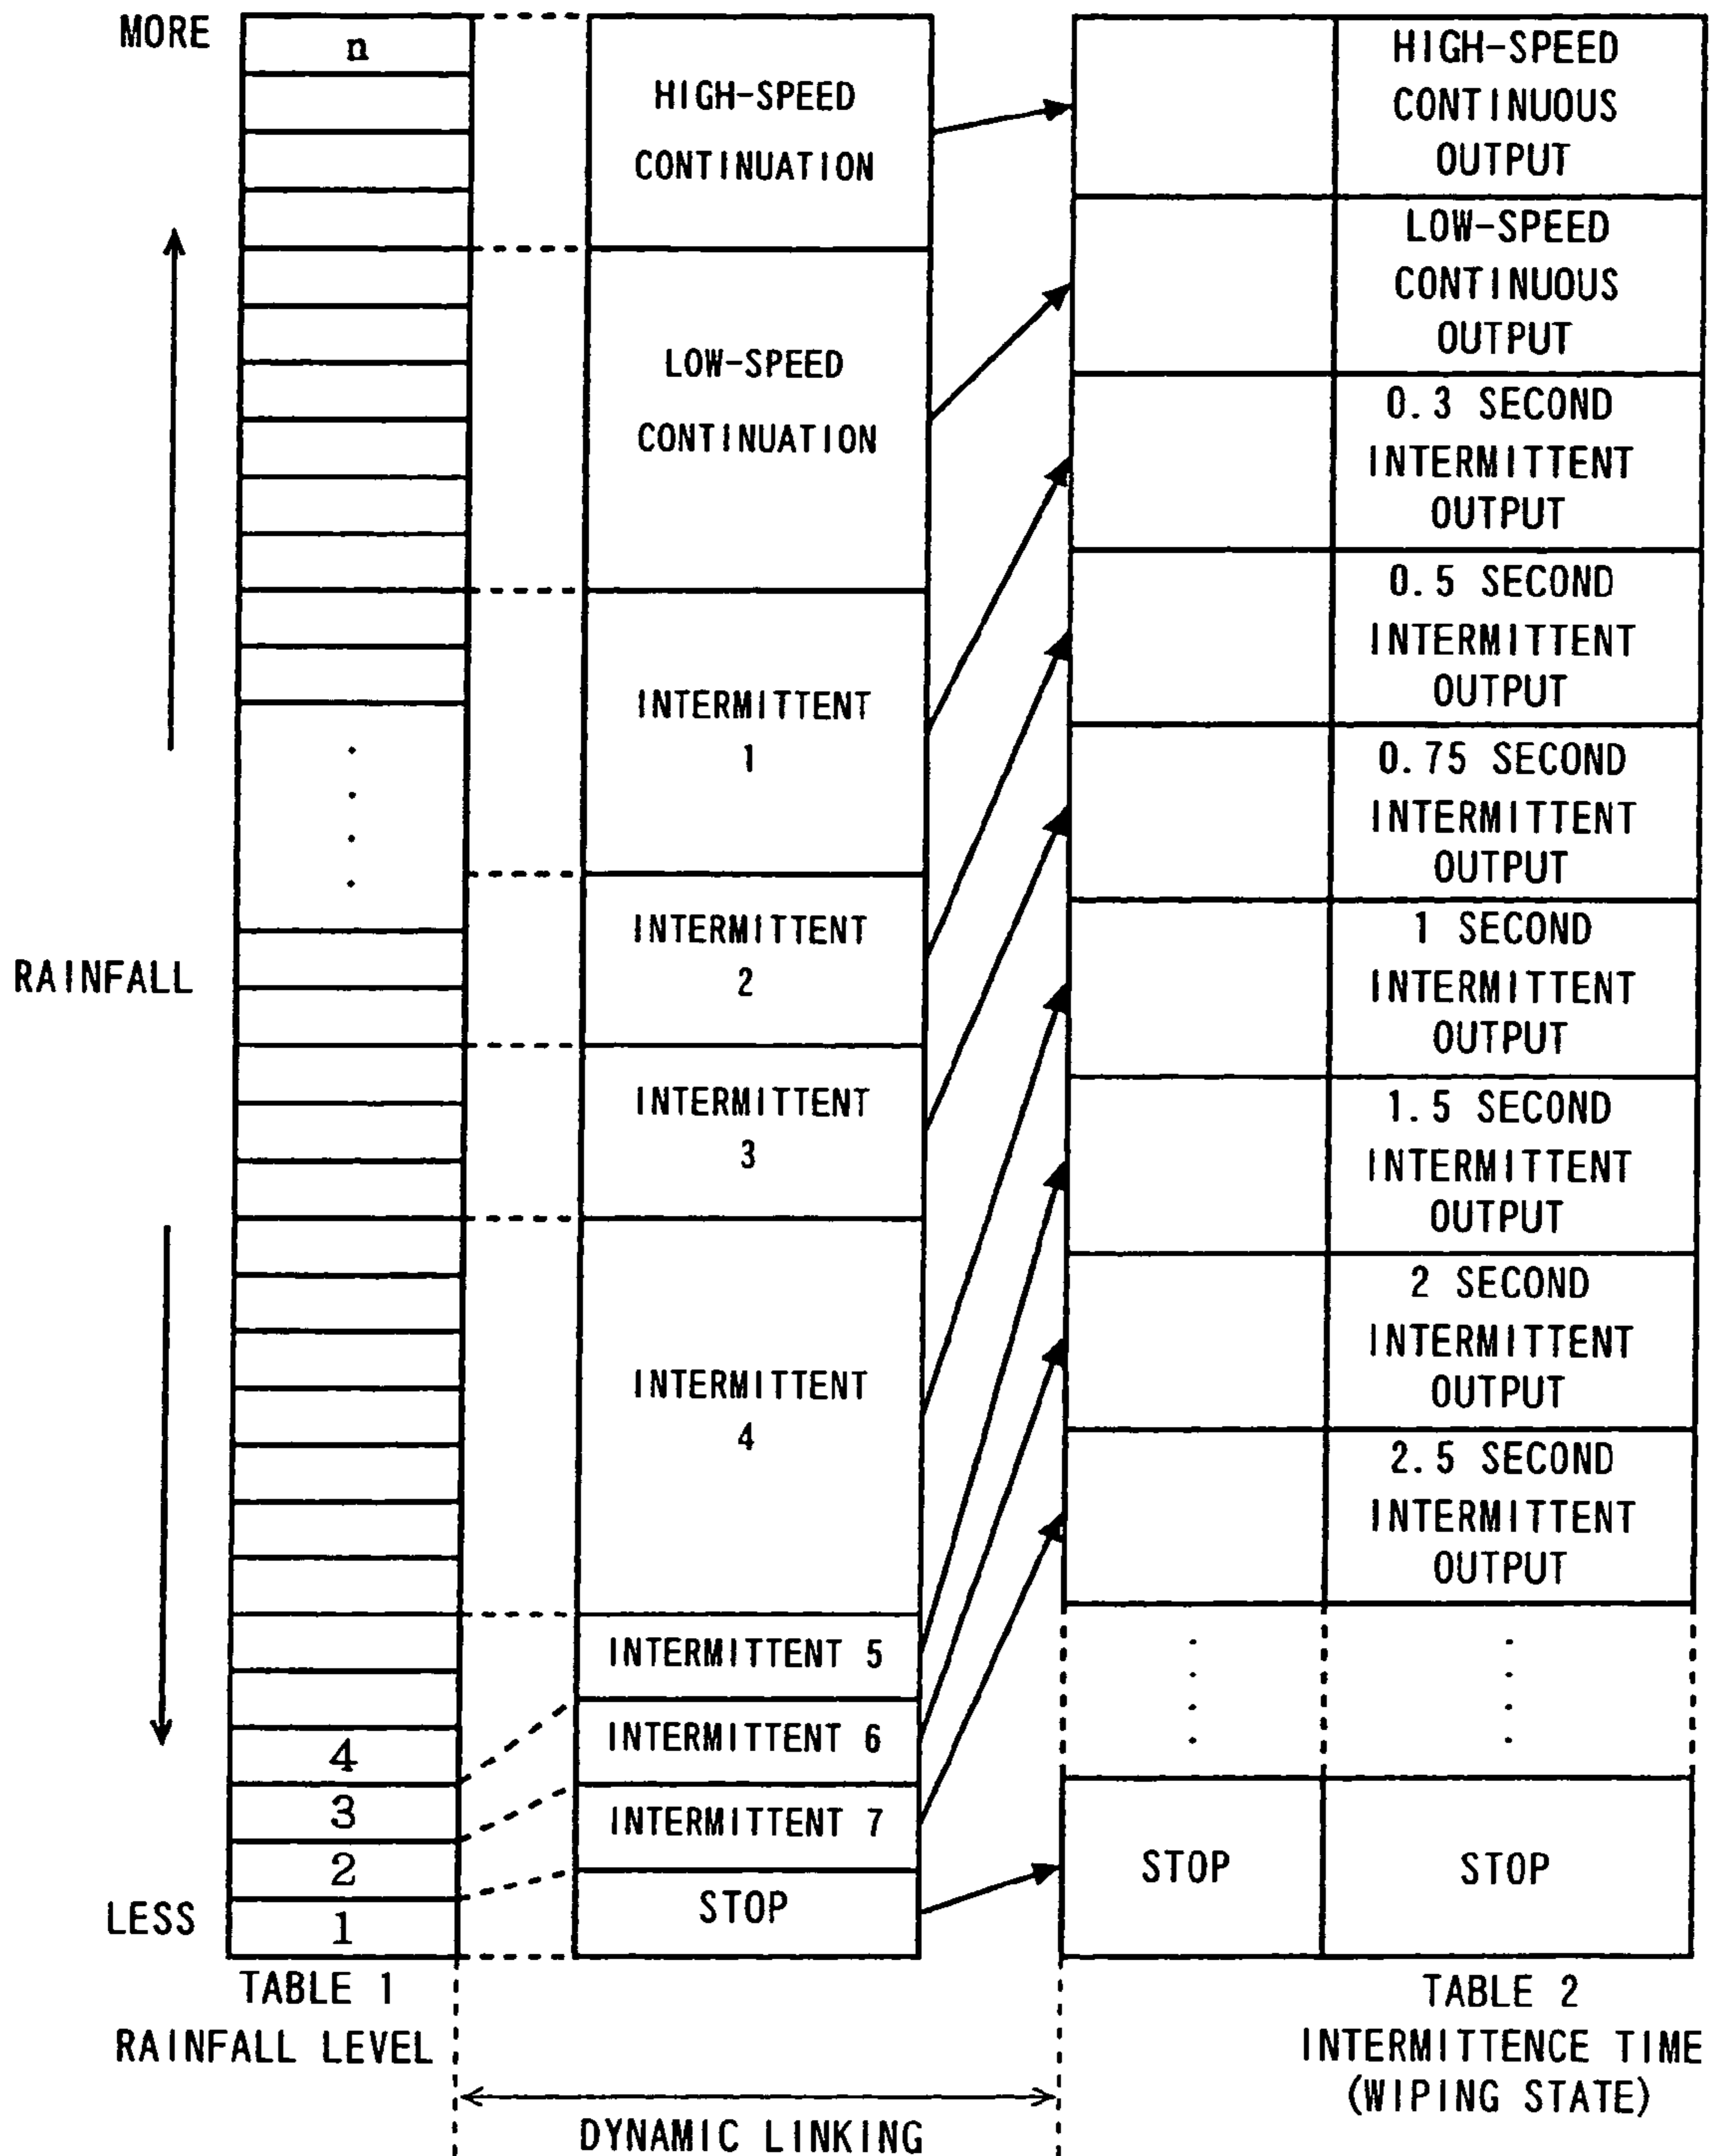 MORE
n
4
3
2
1
RAINFALL
LESS
TABLE 1
RAINFALL LEVEL
HIGH-SPEED
CONTINUATION
LOW-SPEED
CONTINUATION
INTERMITTENT
1
INTERMITTENT
2
INTERMITTENT
3
INTERMITTENT
4
INTERMITTENT 5
INTERMITTENT 6
INTERMITTENT 7
STOP
DYNAMIC LINKING
HIGH-SPEED
CONTINUOUS
OUTPUT
LOW-SPEED
CONTINUOUS
OUTPUT
0.3 SECOND
INTERMITTENT
OUTPUT
0.5 SECOND
INTERMITTENT
OUTPUT
0.75 SECOND
INTERMITTENT
OUTPUT
1 SECOND
INTERMITTENT
OUTPUT
1.5 SECOND
INTERMITTENT
OUTPUT
2 SECOND
INTERMITTENT
OUTPUT
2.5 SECOND
INTERMITTENT
OUTPUT
STOP
STOP
TABLE 2
INTERMITTENCE TIME
(WIPING STATE)